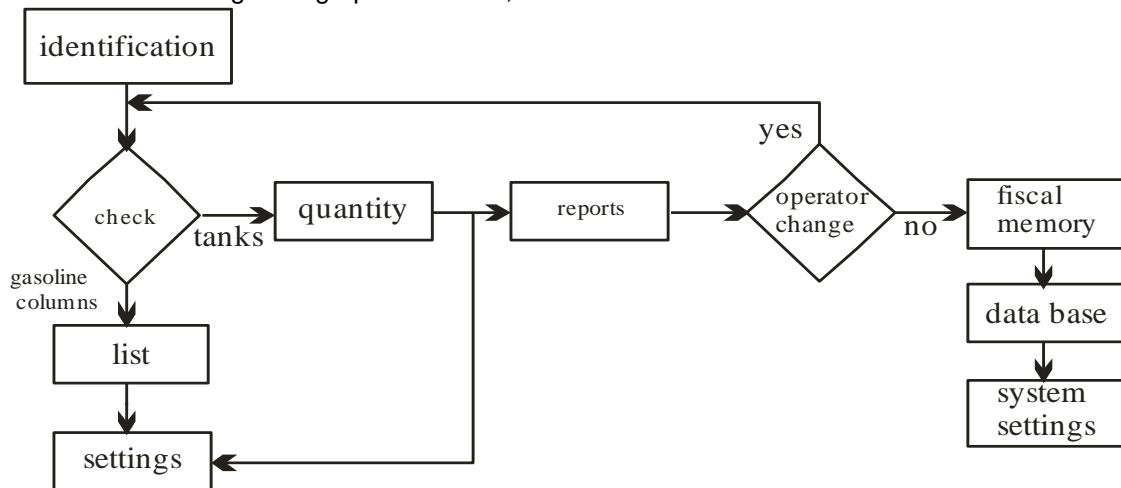 identification
yes
check
tanks
quantity
reports
operator
change
no
fiscal
memory
gasoline
columns
data base
list
system
settings
settings